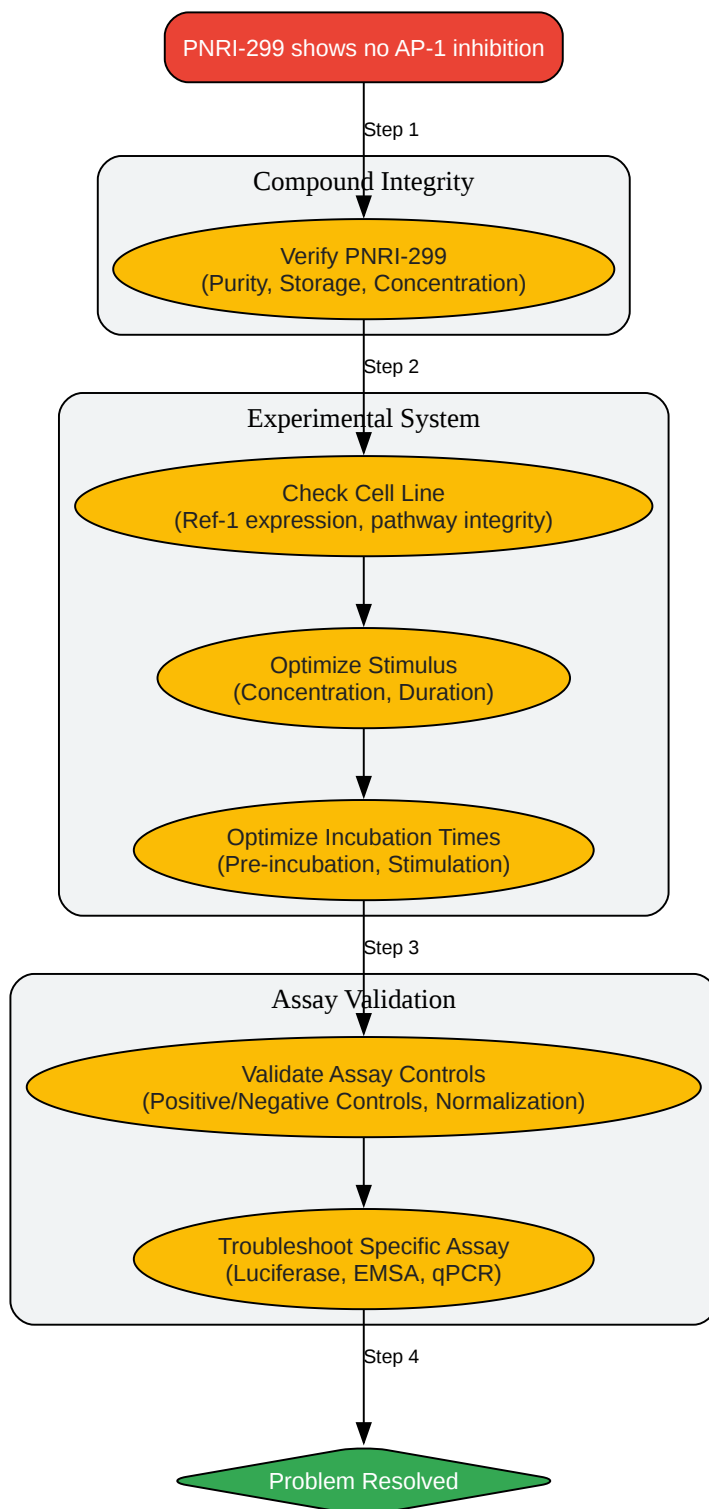 PNRI-299 shows no AP-1 inhibition
Step 1
Compound Integrity
Verify PNRI-299
(Purity, Storage, Concentration)
Step 2
Experimental System
Check Cell Line
(Ref-1 expression, pathway integrity)
Optimize Stimulus
(Concentration, Duration)
Optimize Incubation Times
(Pre-incubation, Stimulation)
Step 3
Assay Validation
Validate Assay Controls
(Positive/Negative Controls, Normalization)
Troubleshoot Specific Assay
(Luciferase, EMSA, qPCR)
Step 4
Problem Resolved